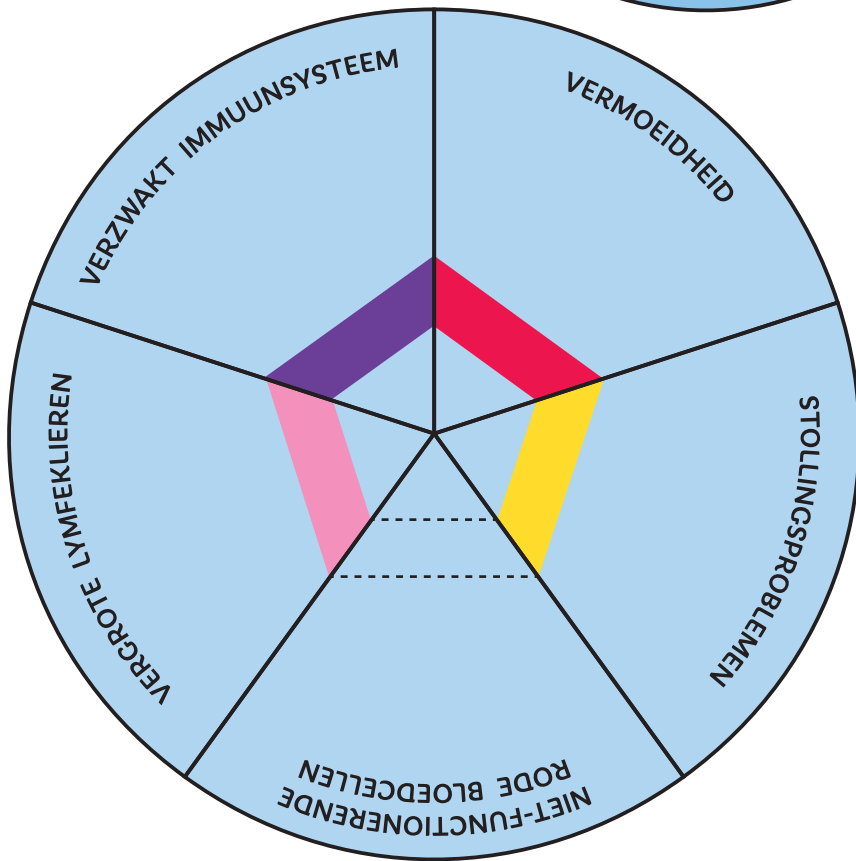 VERZWAKT IMMUUNSYSTEEM
VERMOEIDHEID
STOLLINGSPROBLEMEN
NIET-FUNCTIONERENDE
RODE BLOEDCELLEN
VERGROTE LYMFEKLIEREN